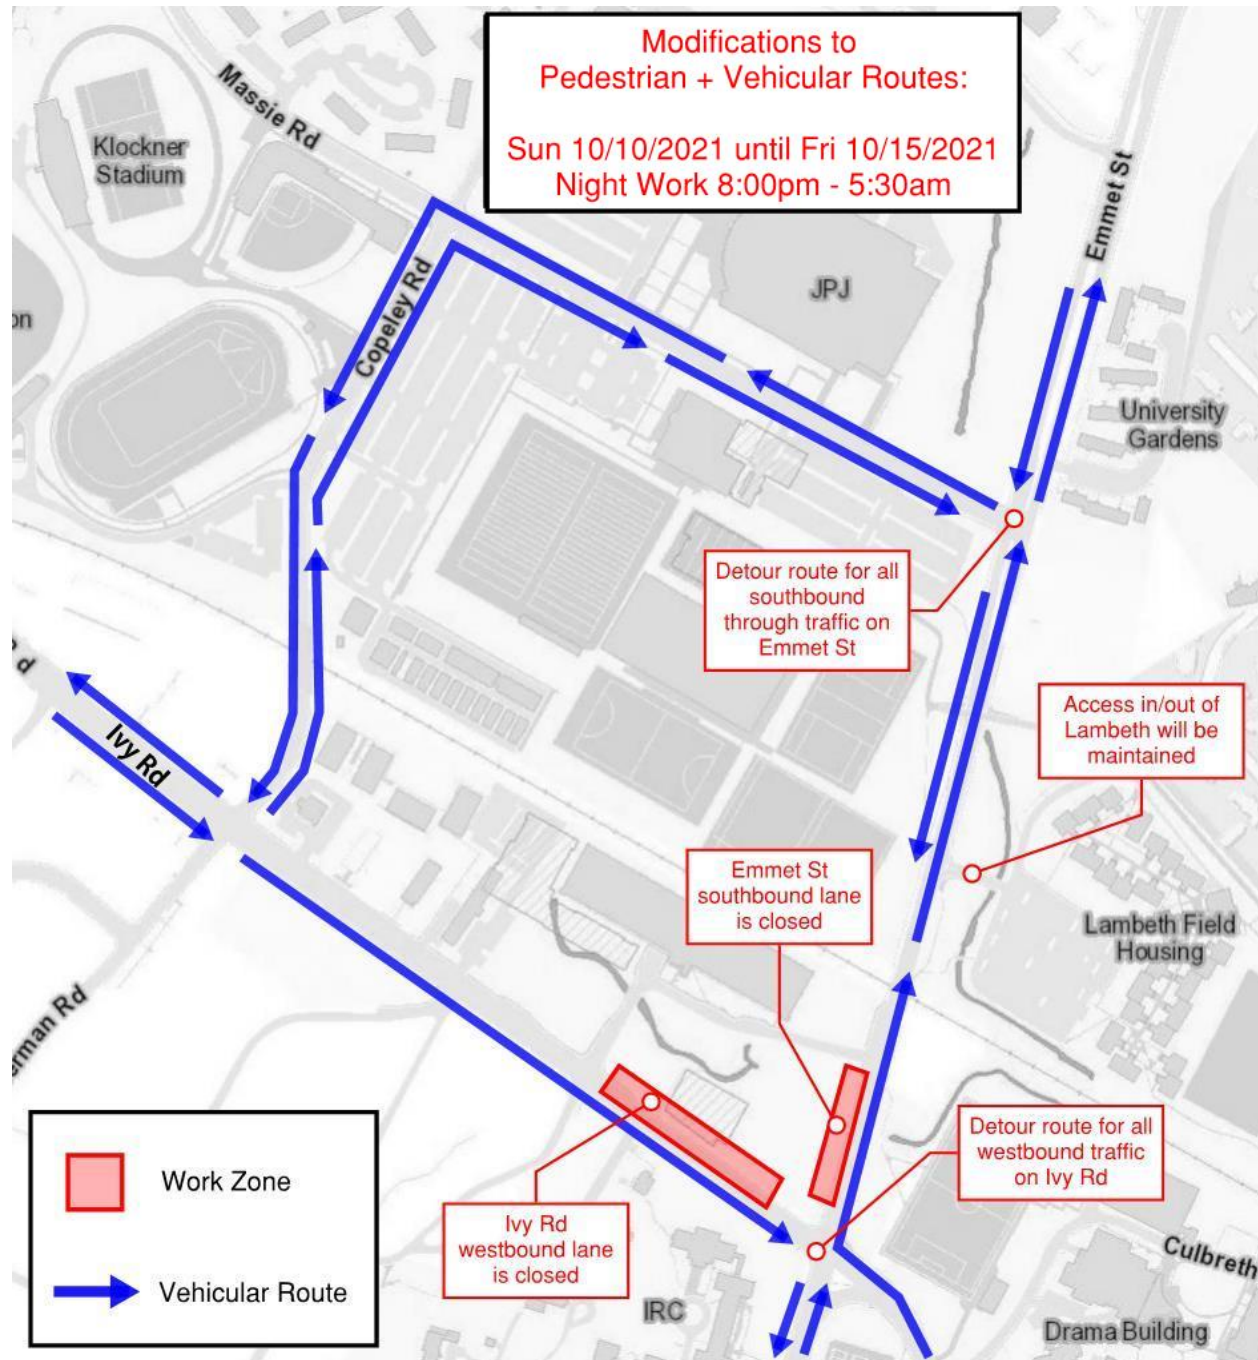 Modifications to
Pedestrian + Vehicular Routes:
Sun 10/10/2021 until Fri 10/15/2021
Night Work 8:00pm - 5:30am
Massie Rd
Klockner
Stadium
Emmet St
JPJ
on
Copeley Rd
University
Gardens
Detour route for all
southbound
through traffic on
Emmet St
Rd
Ivy Rd
Access in/out of
Lambeth will be
maintained
Emmet St
southbound lane
is closed
Lambeth Field
Housing
erman Rd
Detour route for all
westbound traffic
on Ivy Rd
Work Zone
Ivy Rd
westbound lane
is closed
Culbreth
Vehicular Route
IRC
Drama Building